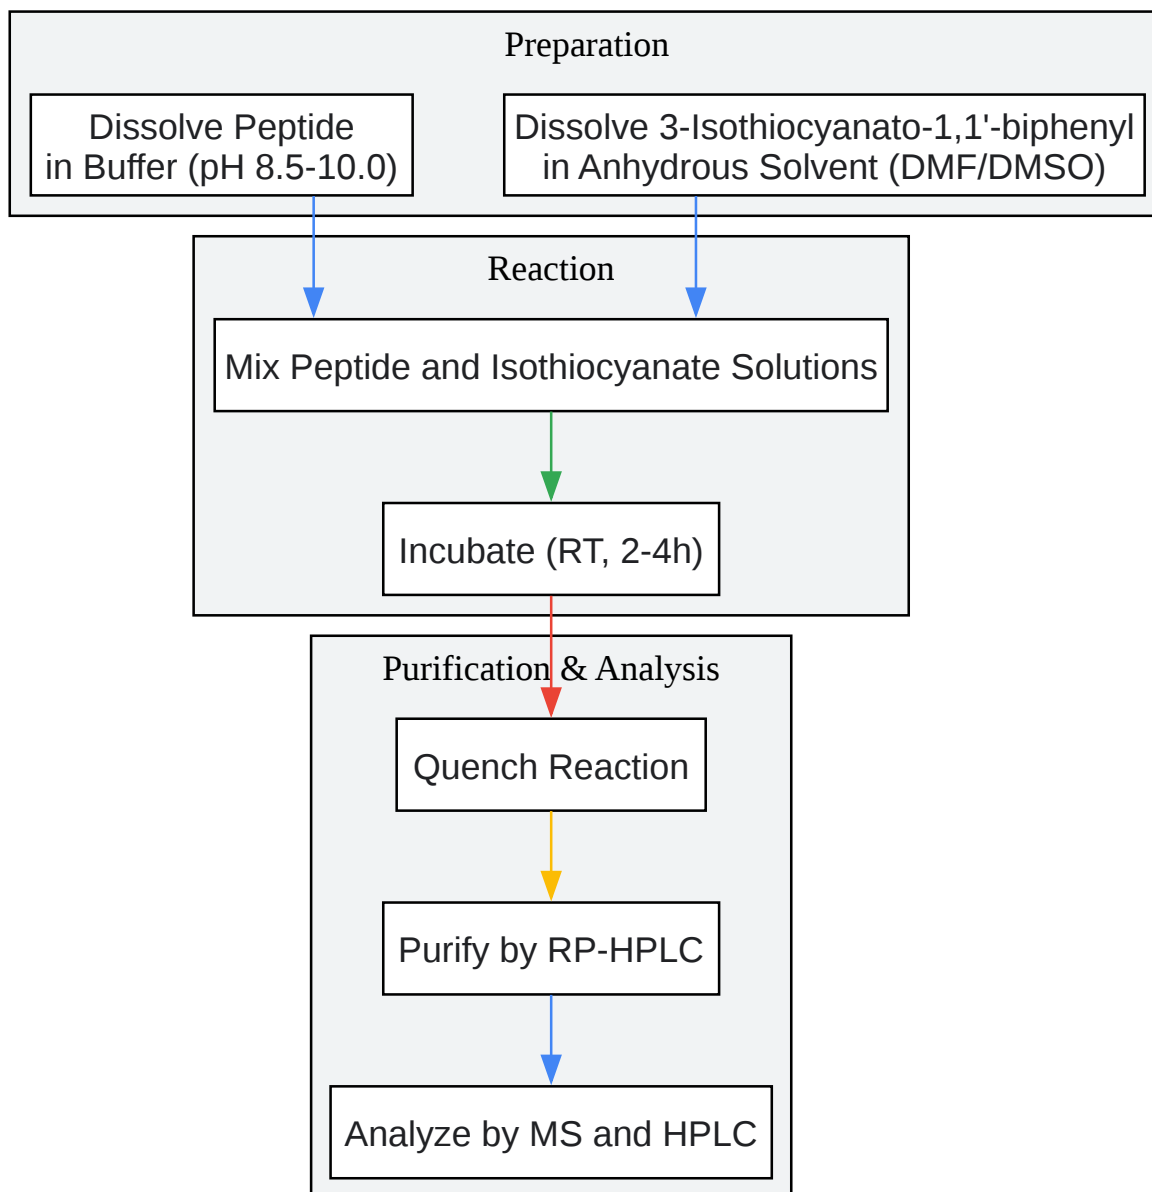 Preparation
Dissolve Peptide
in Buffer (pH 8.5-10.0)
Dissolve 3-Isothiocyanato-1,1'-biphenyl
in Anhydrous Solvent (DMF/DMSO)
Reaction
Mix Peptide and Isothiocyanate Solutions
Incubate (RT, 2-4h)
Purification & Analysis
Quench Reaction
Purify by RP-HPLC
Analyze by MS and HPLC